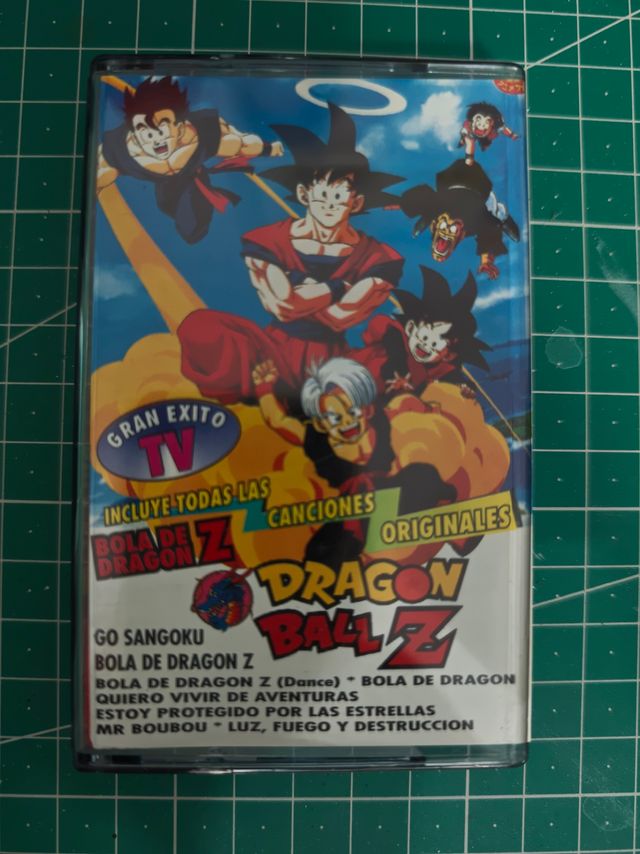 GRAN EXITO
TV
INCLUYE TODAS LAS
CANCIONES
ORIGINALES
BOLA DE
DRAGON Z
DRAGON
BALL Z
GO SANGOKU
BOLA DE DRAGON Z
BOLA DE DRAGON Z (Dance) * BOLA DE DRAGON
QUIERO VIVIR DE AVENTURAS
ESTOY PROTEGIDO POR LAS ESTRELLAS
MR BOUBOU * LUZ, FUEGO Y DESTRUCCION